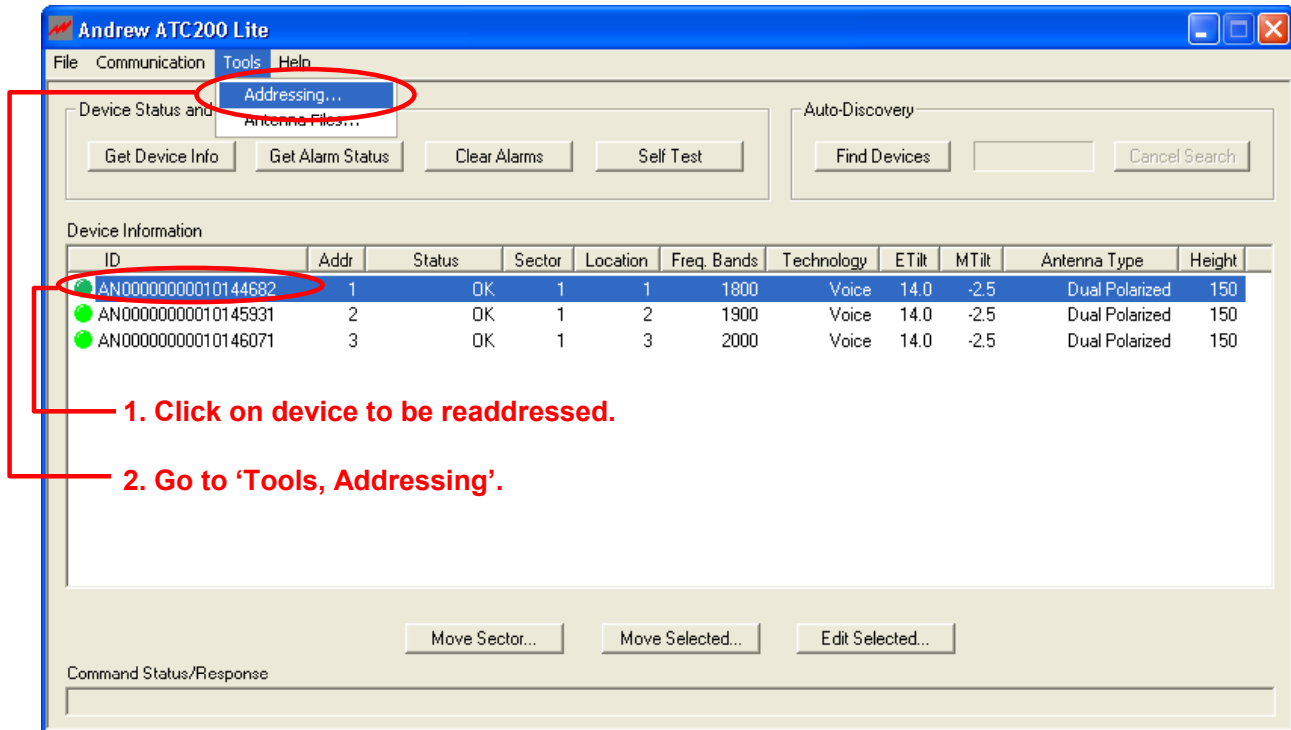 Andrew ATC200 Lite
File Communication Tools Help
Addressing...
Antenna Files...
Device Status and
Auto-Discovery
Get Device Info Get Alarm Status Clear Alarms Self Test Find Devices Cancel Search
Device Information
ID Addr Status Sector Location Freq. Bands Technology ETilt MTilt Antenna Type Height
AN00000000010144682 1 OK 1 1 1800 Voice 14.0 -2.5 Dual Polarized 150
AN00000000010145931 2 OK 1 2 1900 Voice 14.0 -2.5 Dual Polarized 150
AN00000000010146071 3 OK 1 3 2000 Voice 14.0 -2.5 Dual Polarized 150
1. Click on device to be readdressed.
2. Go to ‘Tools, Addressing’.
Move Sector... Move Selected... Edit Selected...
Command Status/Response